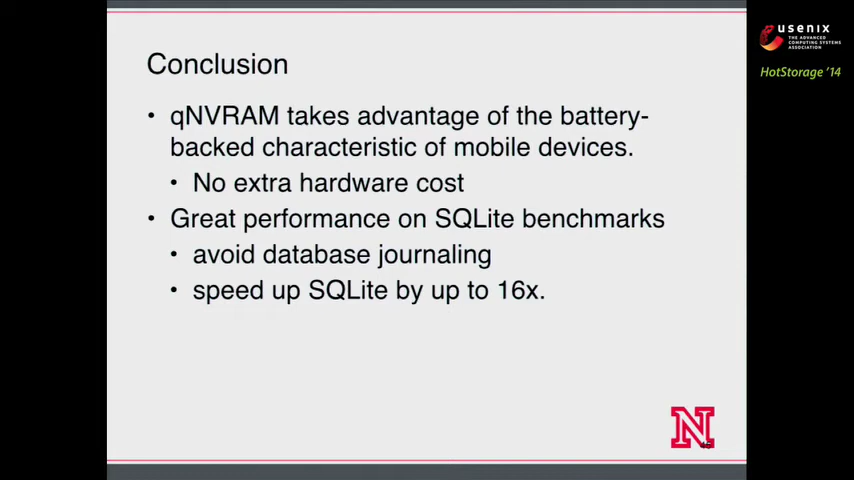 usenix
THE ADVANCED
COMPUTING SYSTEMS
ASSOCIATION
HotStorage '14
Conclusion
• qNVRAM takes advantage of the battery-
backed characteristic of mobile devices.
• No extra hardware cost
• Great performance on SQLite benchmarks
• avoid database journaling
• speed up SQLite by up to 16x.
N